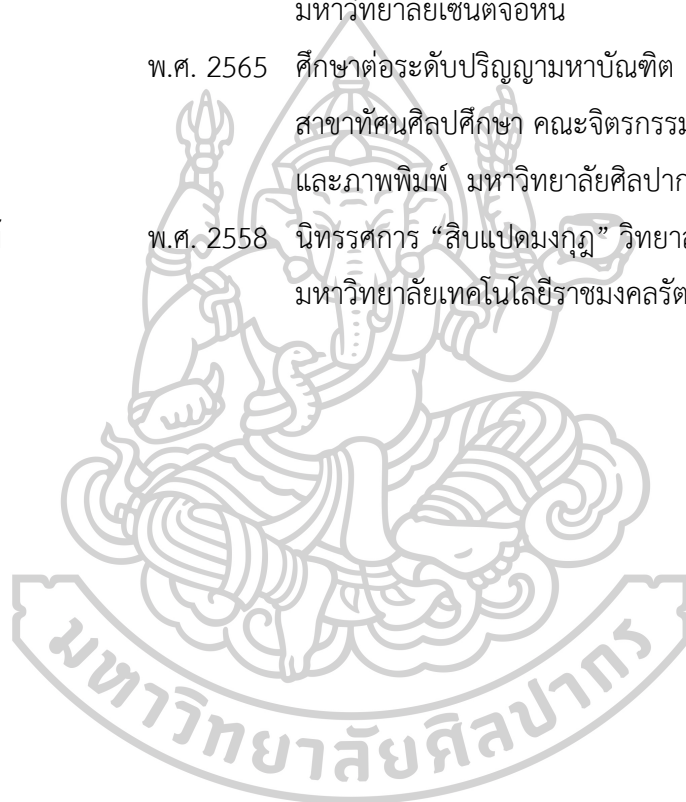 มหาวิทยาลัยเซนต์จอห์น
พ.ศ. 2565 ศึกษาต่อระดับปริญญามหาบัณฑิต
สาขาทัศนศิลปศึกษา คณะจิตรกรรม
และภาพพิมพ์ มหาวิทยาลัยศิลปาก
พ.ศ. 2558 นิทรรศการ “สิบแปดมงกุฎ” วิทยาล
มหาวิทยาลัยเทคโนโลยีราชมงคลรัต
มหาวิทยาลัยศิลปากร